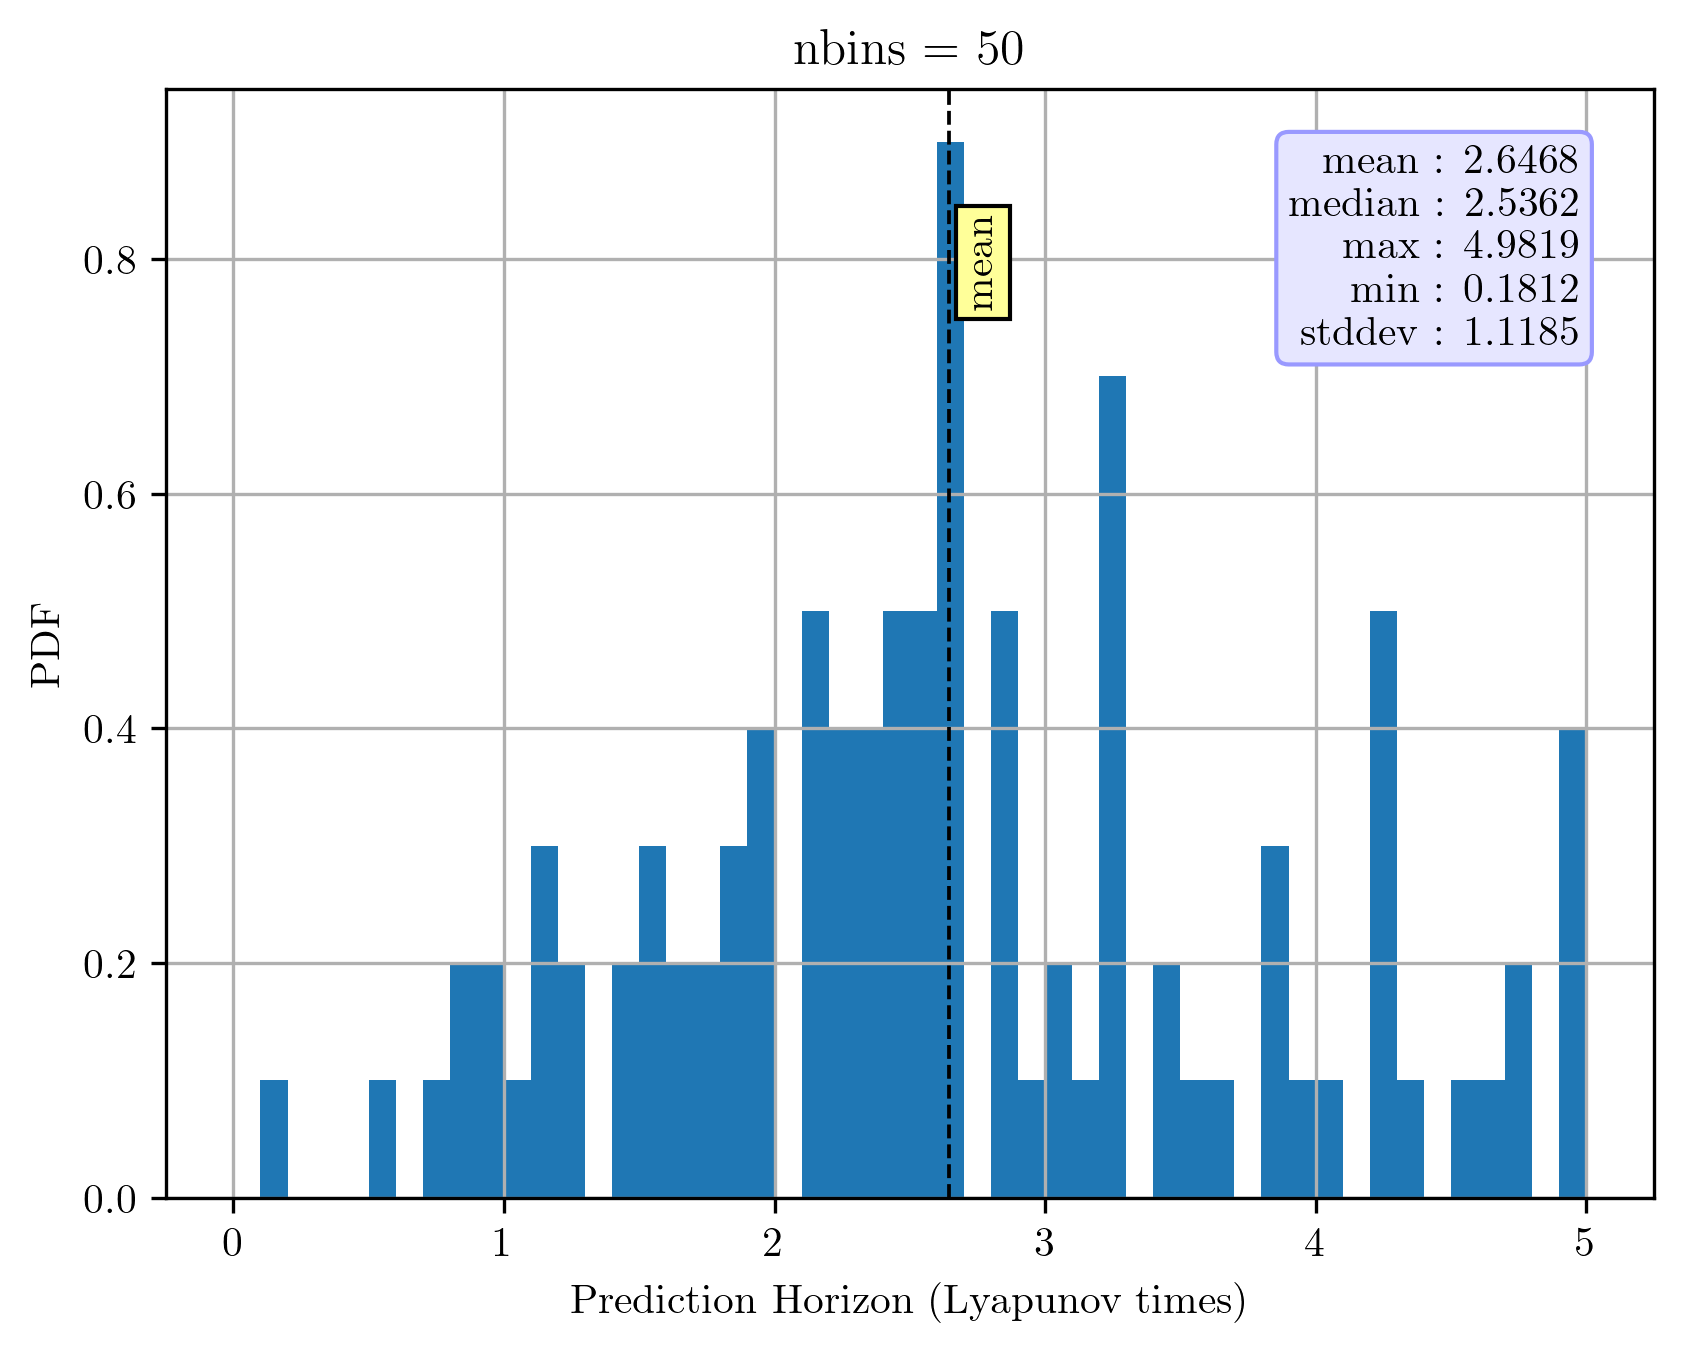 nbins = 50
mean : 2.6468
median : 2.5362
max : 4.9819
min : 0.1812
stddev : 1.1185
mean
PDF
0.8
0.6
0.4
0.2
0.0
0 1 2 3 4 5
Prediction Horizon (Lyapunov times)